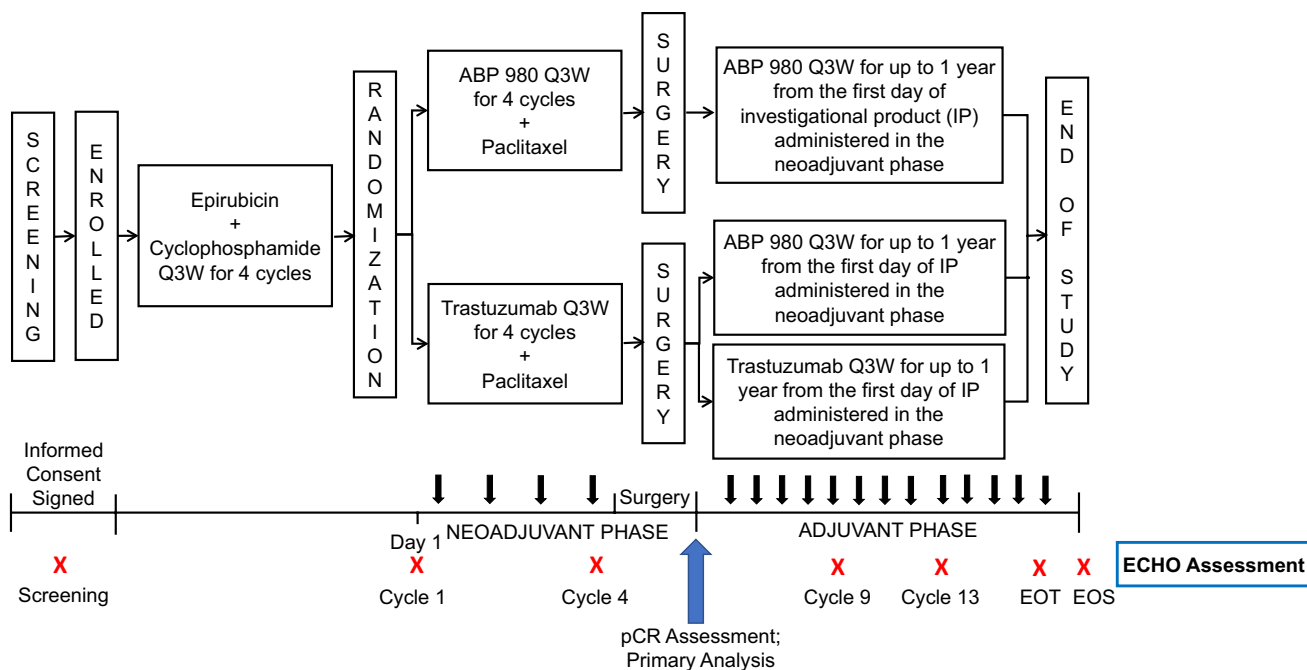 SCREENING
ENROLLED
Epirubicin
+
Cyclophosphamide
Q3W for 4 cycles
RANDOMIZATION
ABP 980 Q3W
for 4 cycles
+
Paclitaxel
SURGERY
ABP 980 Q3W for up to 1 year
from the first day of
investigational product (IP)
administered in the
neoadjuvant phase
Trastuzumab Q3W
for 4 cycles
+
Paclitaxel
SURGERY
ABP 980 Q3W for up to 1 year
from the first day of IP
administered in the
neoadjuvant phase
Trastuzumab Q3W for up to 1
year from the first day of IP
administered in the
neoadjuvant phase
END OF STUDY
Informed
Consent
Signed
Surgery
Day 1
NEOADJUVANT PHASE
ADJUVANT PHASE
X
X
X
X
X
X
X
ECHO Assessment
Screening
Cycle 1
Cycle 4
Cycle 9
Cycle 13
EOT
EOS
pCR Assessment;
Primary Analysis